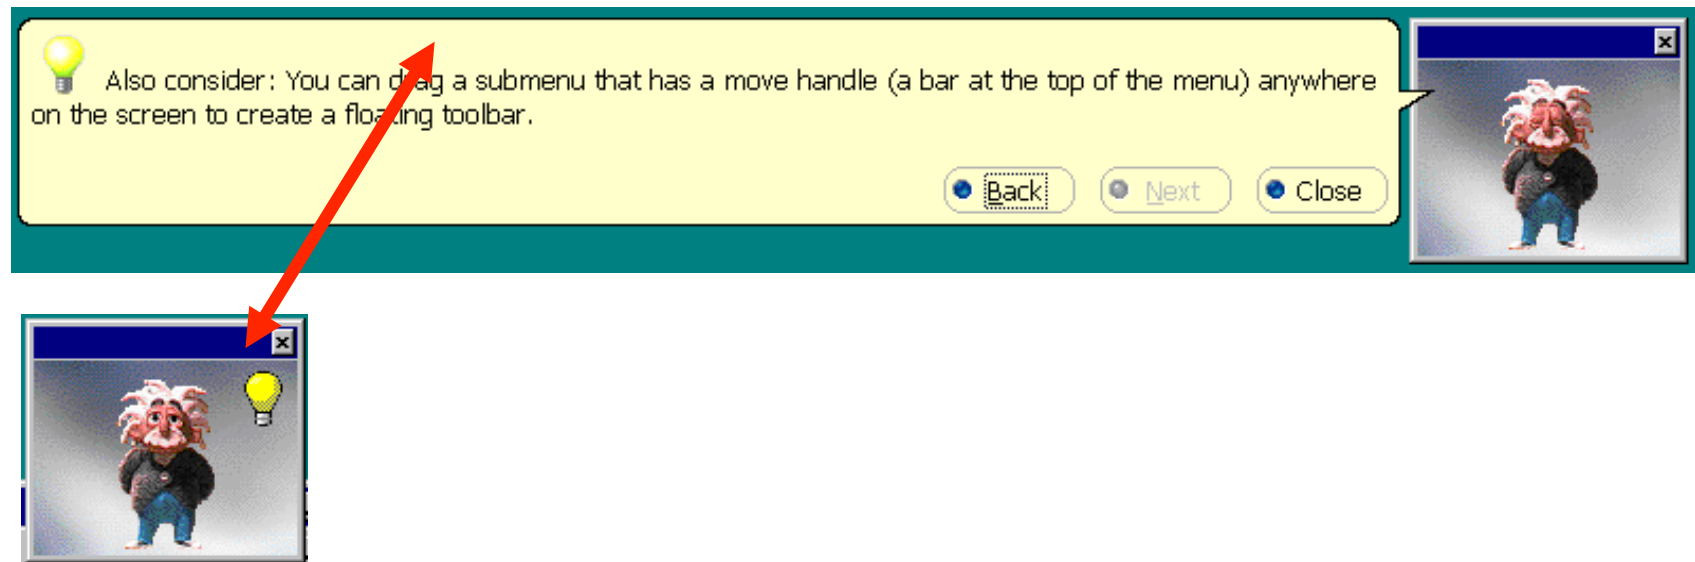 Also consider: You can drag a submenu that has a move handle (a bar at the top of the menu) anywhere
on the screen to create a floating toolbar.
Back Next Close